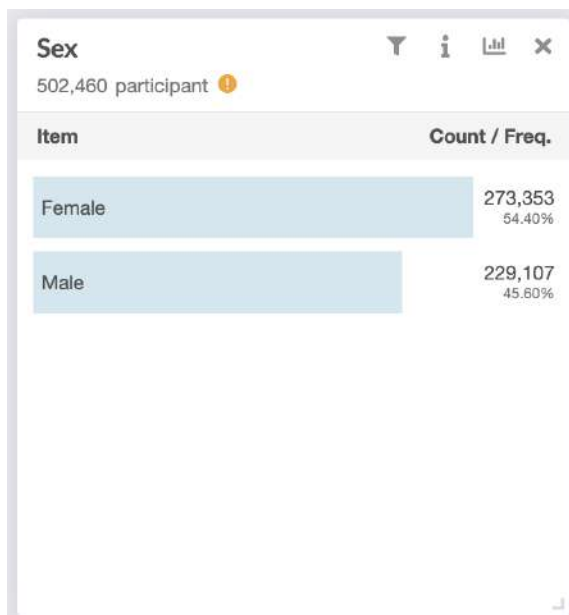 Sex
502,460 participant
Item Count / Freq.
Female 273,353
54.40%
Male 229,107
45.60%